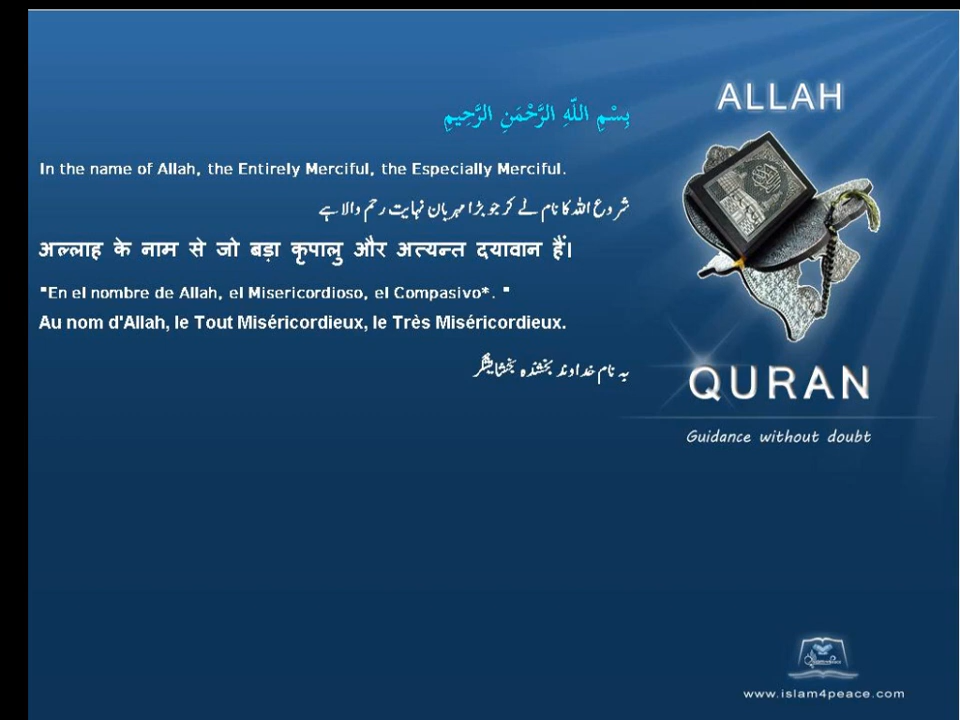 بِسْمِ اللّهِ الرَّحْمَنِ الرَّحِيمِ
In the name of Allah, the Entirely Merciful, the Especially Merciful.
شروع الله کا نام لے کر جو بڑا مہربان نہایت رحم والا ہے
अल्लाह के नाम से जो बड़ा कृपालु और अत्यन्त दयावान हैं।
"En el nombre de Allah, el Misericordioso, el Compasivo*. "
Au nom d'Allah, le Tout Miséricordieux, le Très Miséricordieux.
به نام خداوند بخشنده بخشایشگر
ALLAH
QURAN
Guidance without doubt
www.islam4peace.com